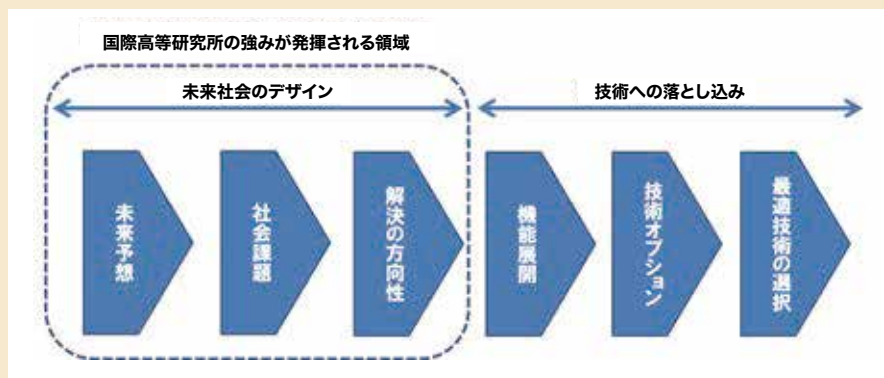 国際高等研究所の強みが発揮される領域
未来社会のデザイン
技術への落とし込み
未来予想
社会課題
解決の方向性
機能展開
技術オプション
最適技術の選択